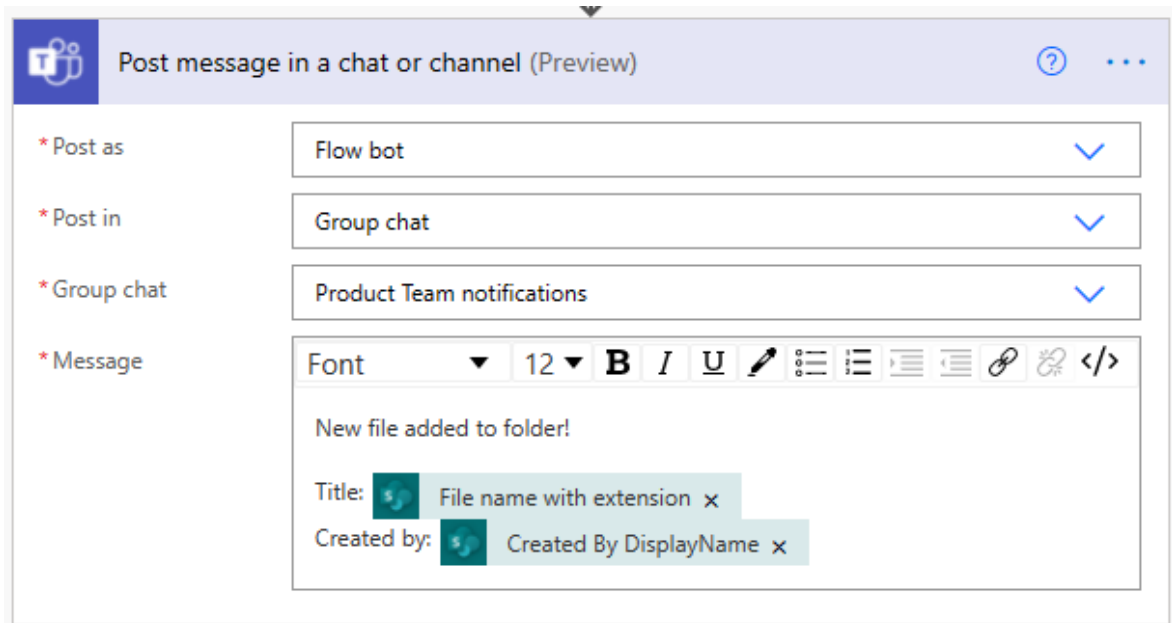 Post message in a chat or channel (Preview)
* Post as Flow bot
* Post in Group chat
* Group chat Product Team notifications
* Message Font 12 B I U </>
New file added to folder!
Title: File name with extension ×
Created by: Created By DisplayName ×